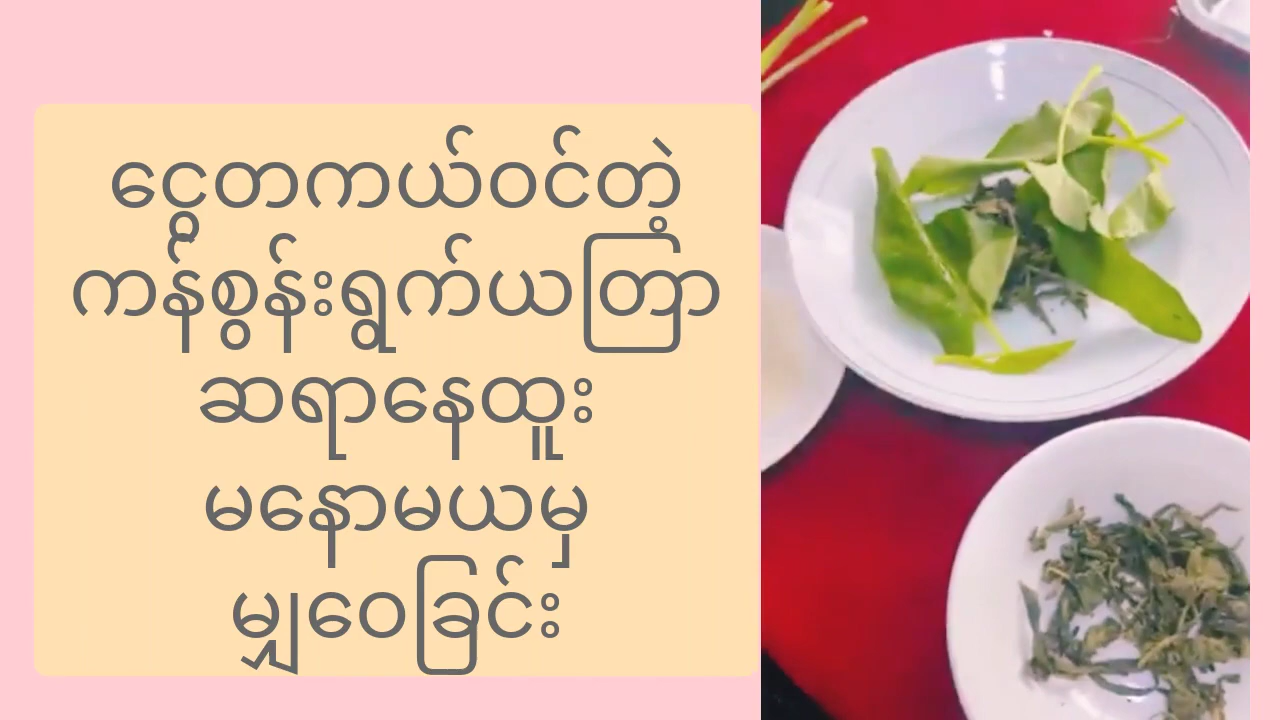 ငွေတကယ်ဝင်တဲ့
ကန်စွန်းရွက်ယတြာ
ဆရာနေထူး
မနောမယမှ
မျှဝေခြင်း